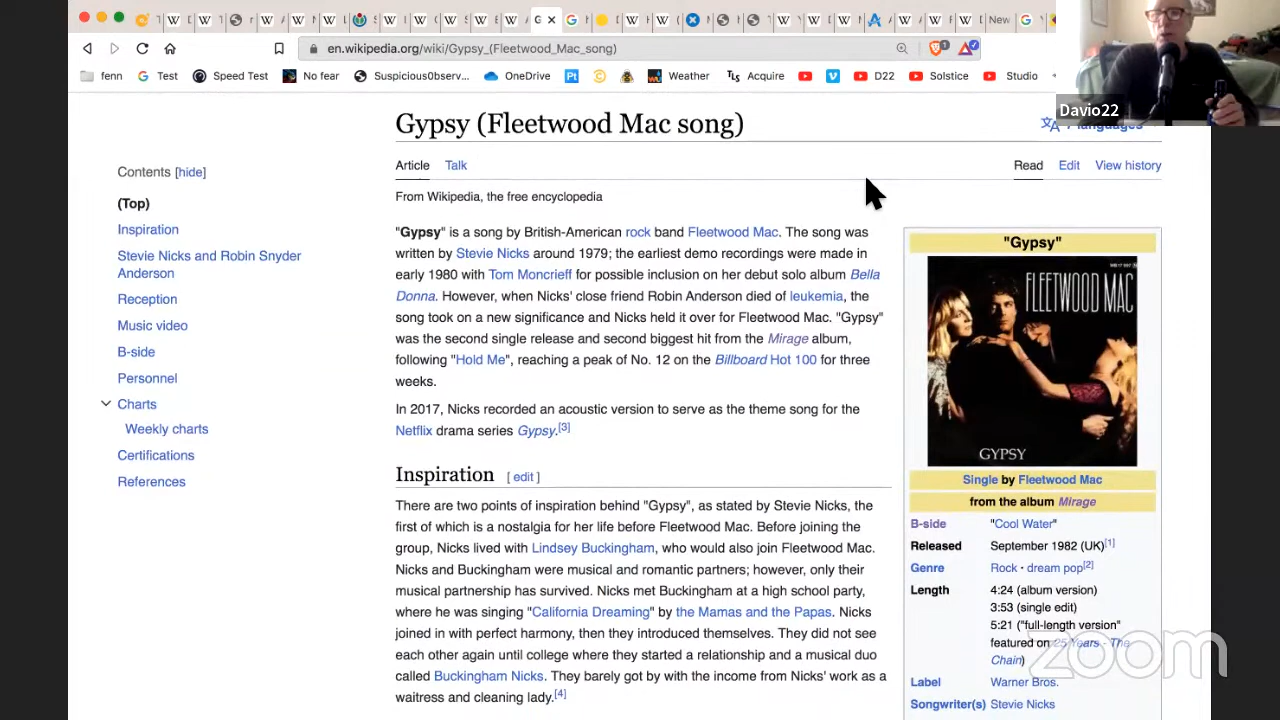 en.wikipedia.org/wiki/Gypsy_(Fleetwood_Mac_song)
1
fenn
Test
Speed Test
No fear
Suspicious0bserv...
OneDrive
Weather
Acquire
D22
Solstice
Studio
Davio22
Gypsy (Fleetwood Mac song)
languages
Article
Talk
Read
Edit
View history
From Wikipedia, the free encyclopedia
Contents [hide]
(Top)
Inspiration
Stevie Nicks and Robin Snyder
Anderson
Reception
Music video
B-side
Personnel
Charts
Weekly charts
Certifications
References
"Gypsy" is a song by British-American rock band Fleetwood Mac. The song was
written by Stevie Nicks around 1979; the earliest demo recordings were made in
early 1980 with Tom Moncrieff for possible inclusion on her debut solo album Bella
Donna. However, when Nicks' close friend Robin Anderson died of leukemia, the
song took on a new significance and Nicks held it over for Fleetwood Mac. "Gypsy"
was the second single release and second biggest hit from the Mirage album,
following "Hold Me", reaching a peak of No. 12 on the Billboard Hot 100 for three
weeks.
In 2017, Nicks recorded an acoustic version to serve as the theme song for the
Netflix drama series Gypsy.[3]
Inspiration [ edit ]
There are two points of inspiration behind "Gypsy", as stated by Stevie Nicks, the
first of which is a nostalgia for her life before Fleetwood Mac. Before joining the
group, Nicks lived with Lindsey Buckingham, who would also join Fleetwood Mac.
Nicks and Buckingham were musical and romantic partners; however, only their
musical partnership has survived. Nicks met Buckingham at a high school party,
where he was singing "California Dreaming" by the Mamas and the Papas. Nicks
joined in with perfect harmony, then they introduced themselves. They did not see
each other again until college where they started a relationship and a musical duo
called Buckingham Nicks. They barely got by with the income from Nicks' work as a
waitress and cleaning lady.[4]
"Gypsy"
FLEETWOOD MAC
GYPSY
Single by Fleetwood Mac
from the album Mirage
B-side "Cool Water"
Released September 1982 (UK)[1]
Genre Rock • dream pop[2]
Length 4:24 (album version)
3:53 (single edit)
5:21 ("full-length version"
featured on 25 Years - The
Chain)
Label Warner Bros.
Songwriter(s) Stevie Nicks
zoom